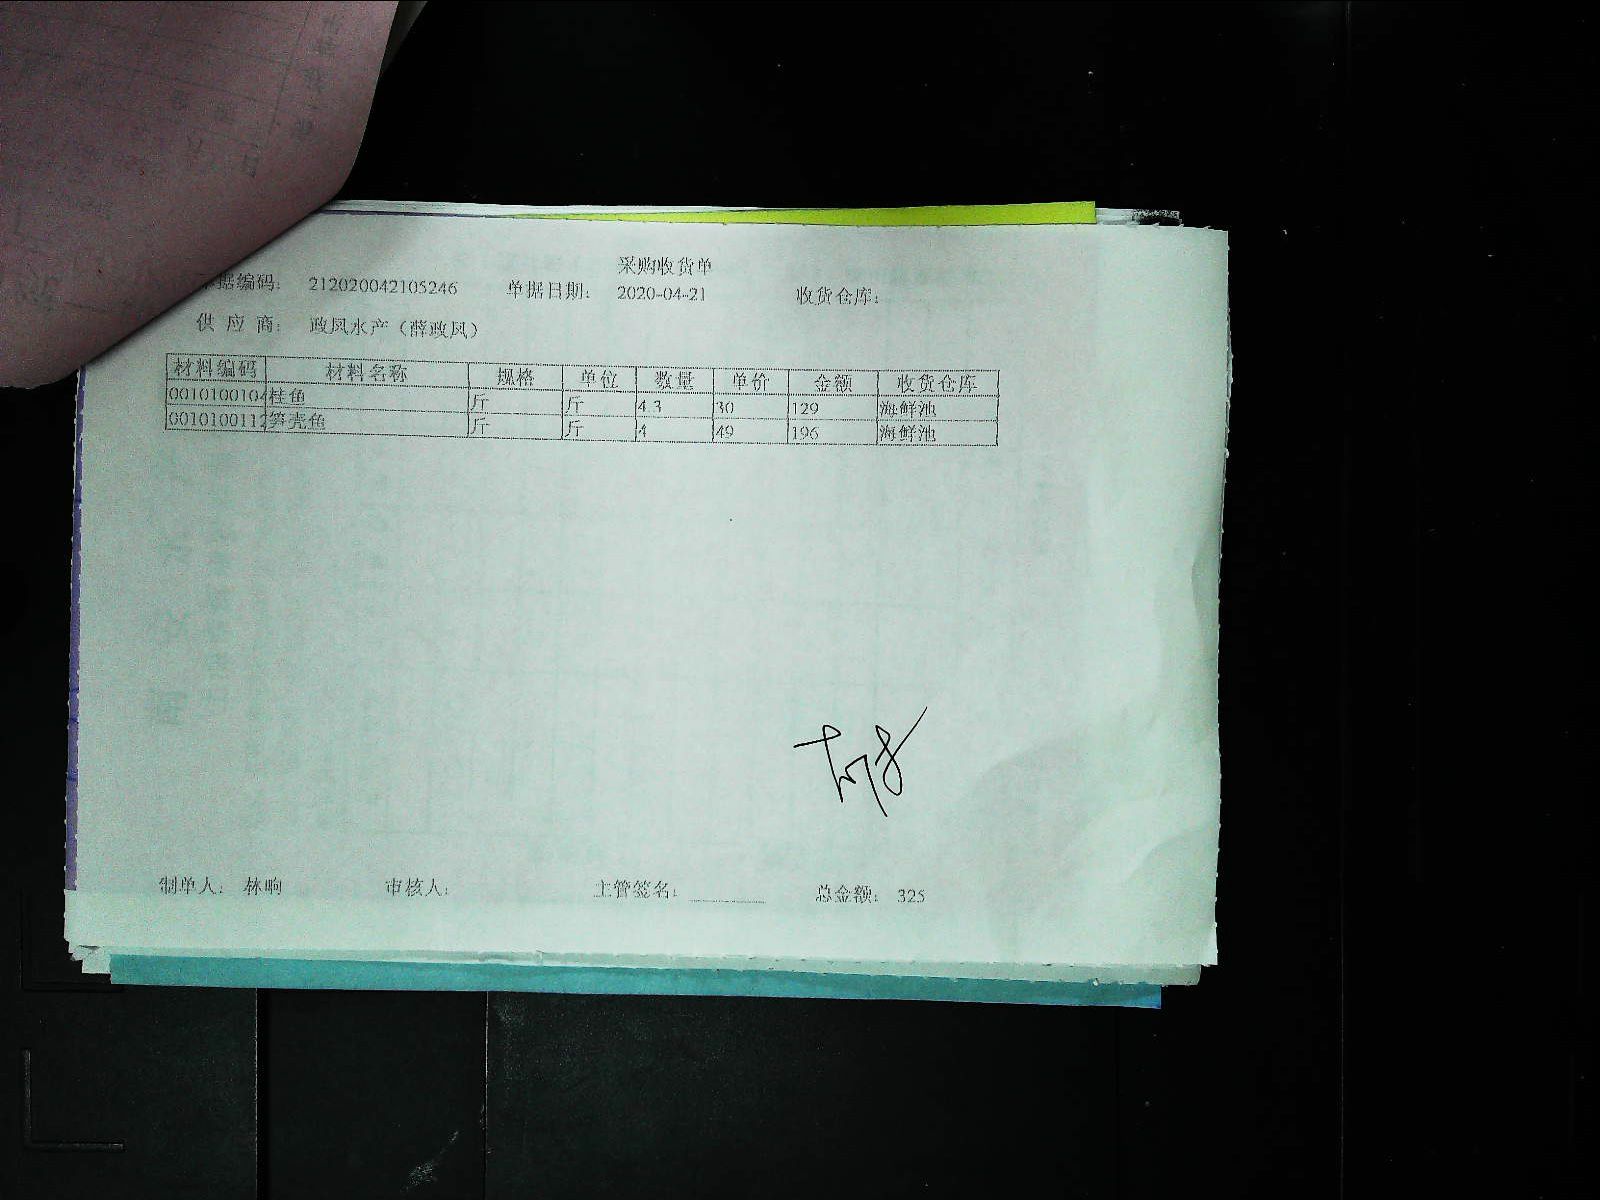 采购收货单
单据编码： 212020042105246 单据日期： 2020-04-21 收货仓库：
供应商： 政凤水产（薛政凤）
材料编码 材料名称 规格 单位 数量 单价 金额 收货仓库
0010100104 桂鱼 斤 斤 4.3 30 129 海鲜池
0010100112 笋壳鱼 斤 斤 4 49 196 海鲜池
制单人： 林响 审核人： 主管签名： 总金额： 325